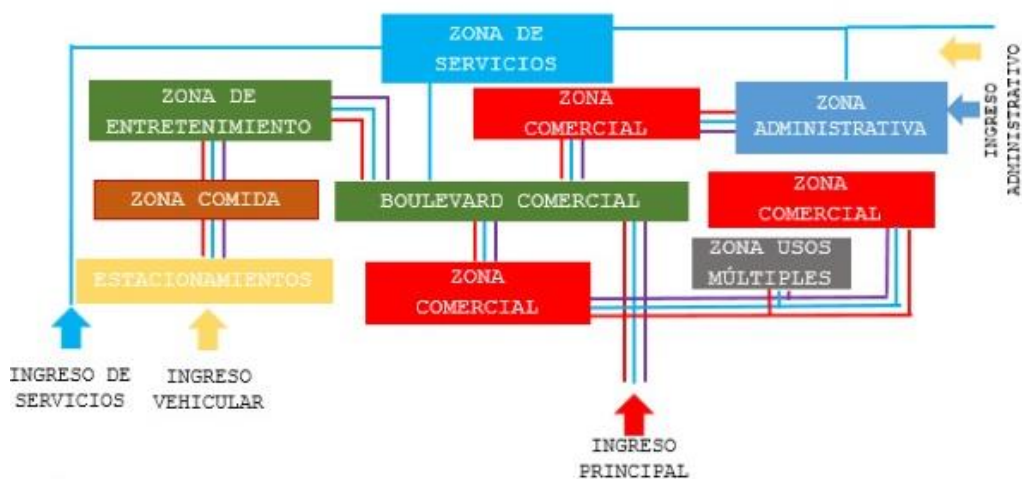 ZONA DE
SERVICIOS
ZONA DE
ENTRETENIMIENTO
ZONA
COMERCIAL
ZONA
ADMINISTRATIVA
INGRESO
ADMINISTRATIVO
ZONA COMIDA
BOULEVARD COMERCIAL
ZONA
COMERCIAL
ZONA USOS
MÚLTIPLES
ESTACIONAMIENTOS
ZONA
COMERCIAL
INGRESO DE
SERVICIOS
INGRESO
VEHICULAR
INGRESO
PRINCIPAL